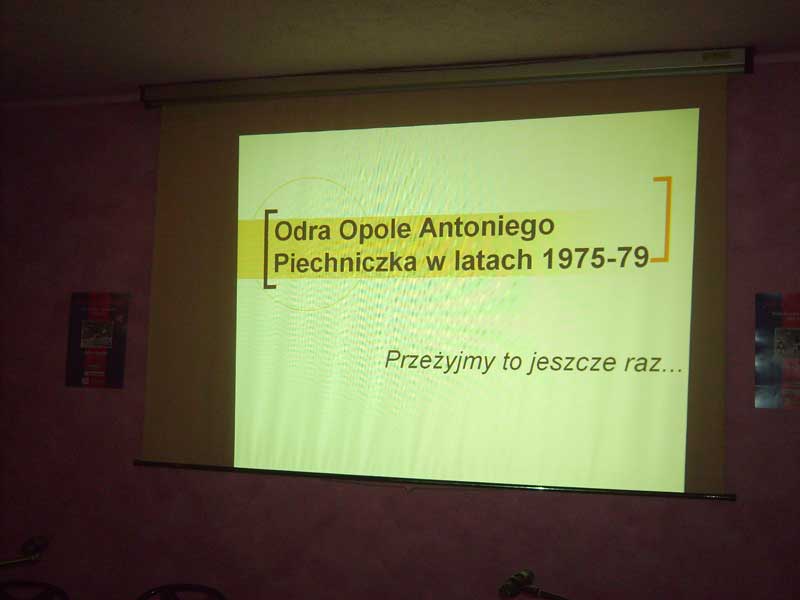 Odra Opole Antoniego
Piechniczka w latach 1975-79
Przeżyjmy to jeszcze raz...